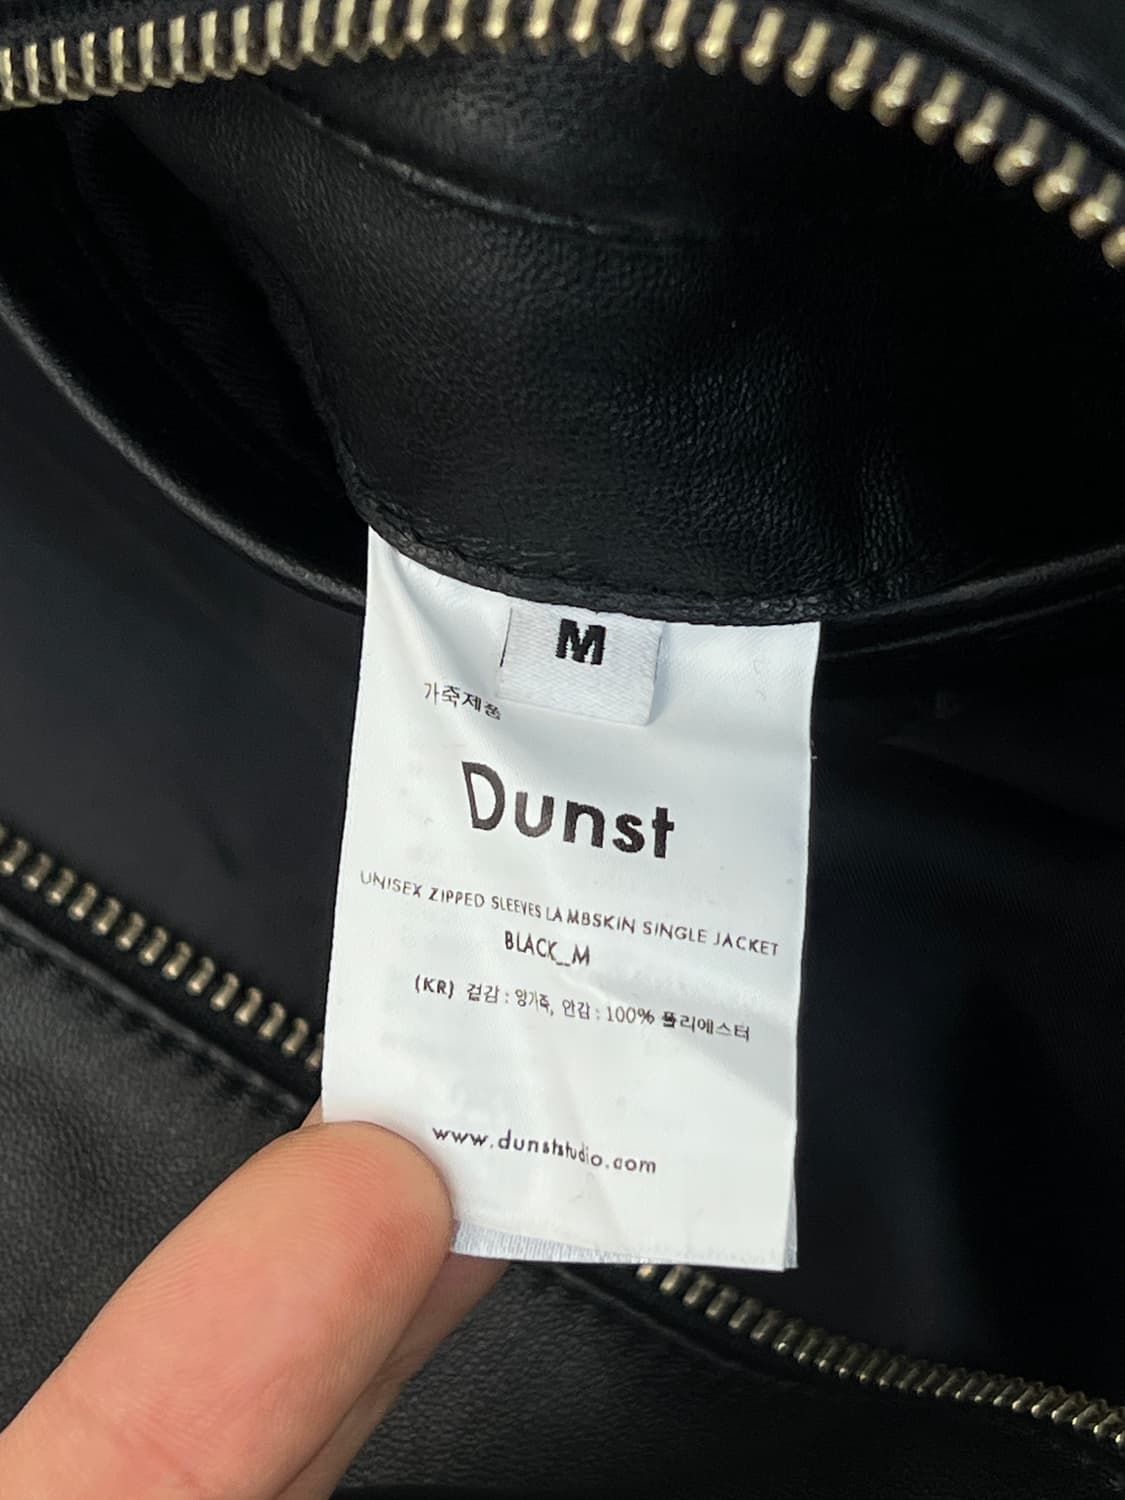 M
가죽제품
Dunst
UNISEX ZIPPED SLEEVES LAMBSKIN SINGLE JACKET
BLACK_M
(KR) 겉감 : 양가죽, 안감 : 100% 폴리에스터
www.dunststudio.com